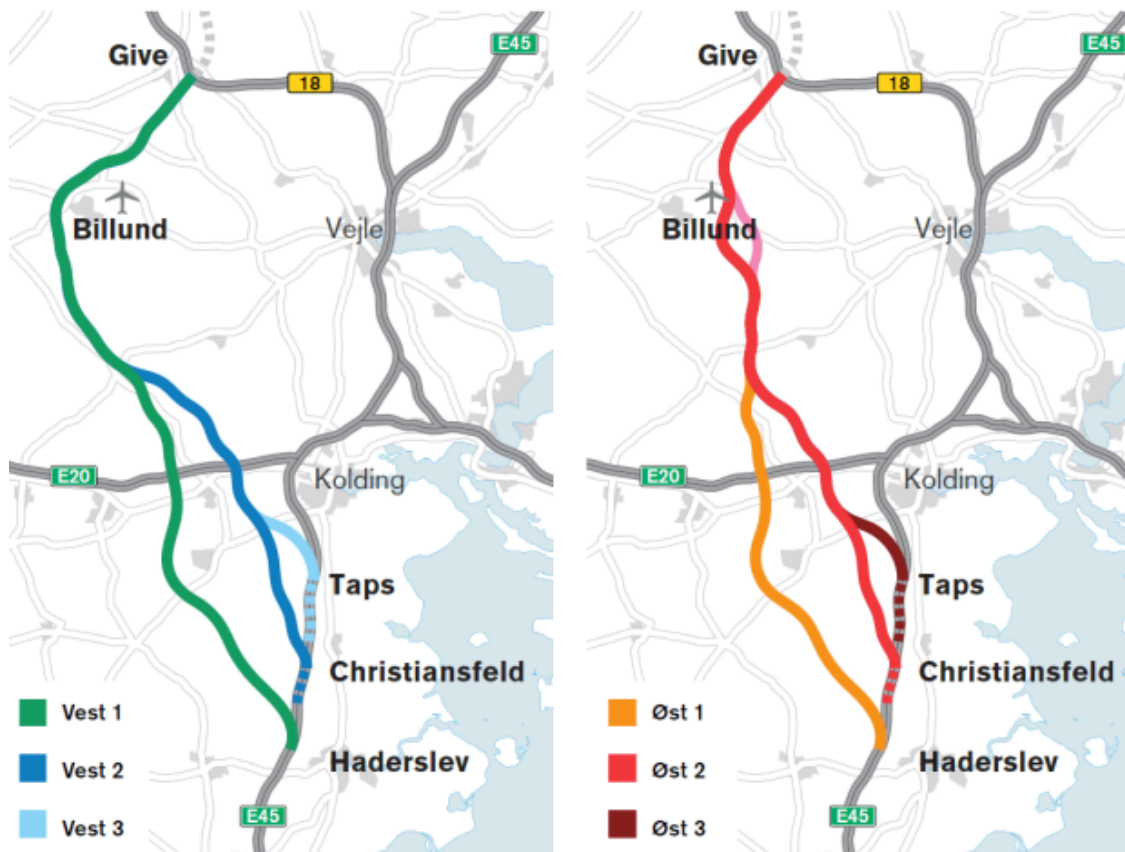 E45
Give
18
Billund
Vejle
E20
Kolding
Taps
Christiansfeld
Haderslev
E45
Vest 1
Vest 2
Vest 3
E45
Give
18
Billund
Vejle
E20
Kolding
Taps
Christiansfeld
Haderslev
E45
Øst 1
Øst 2
Øst 3